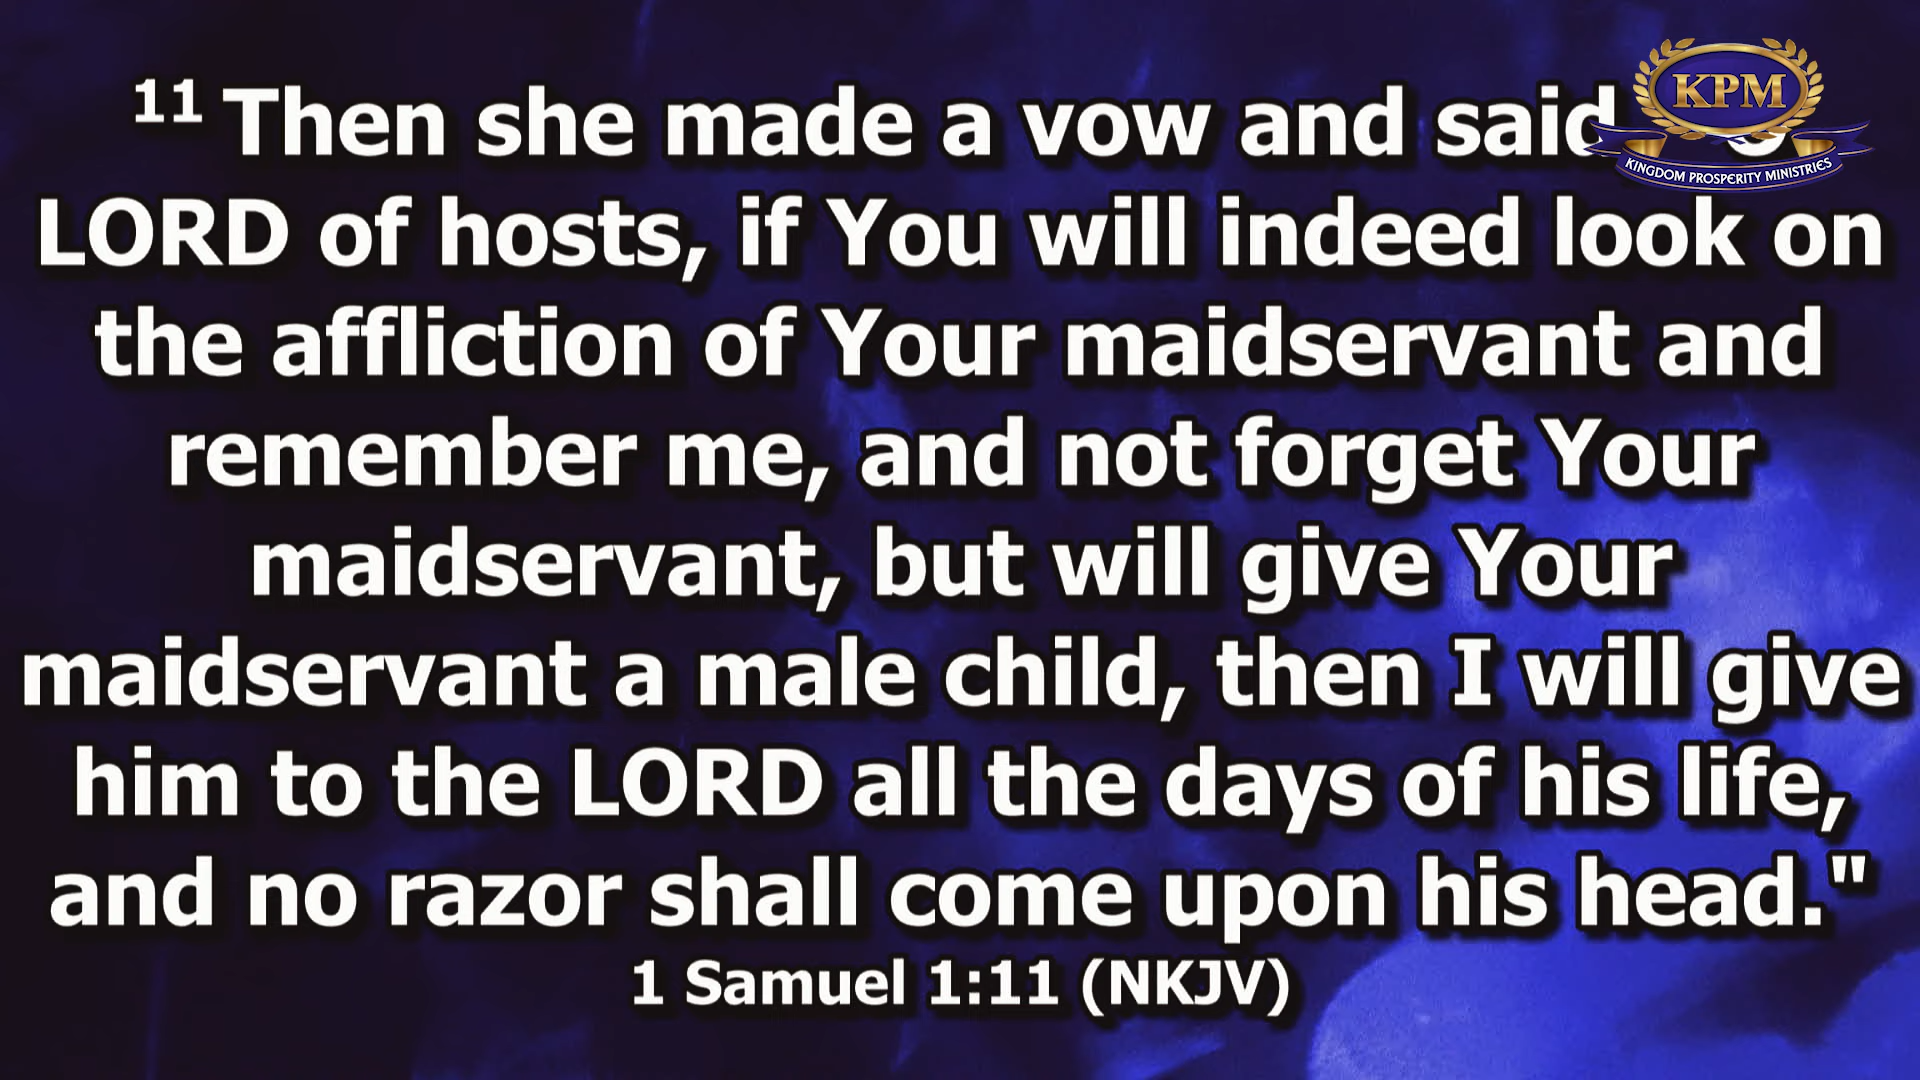 11 Then she made a vow and said
LORD of hosts, if You will indeed look on
the affliction of Your maidservant and
remember me, and not forget Your
maidservant, but will give Your
maidservant a male child, then I will give
him to the LORD all the days of his life,
and no razor shall come upon his head."
1 Samuel 1:11 (NKJV)
KPM
KINGDOM PROSPERITY MINISTRIES